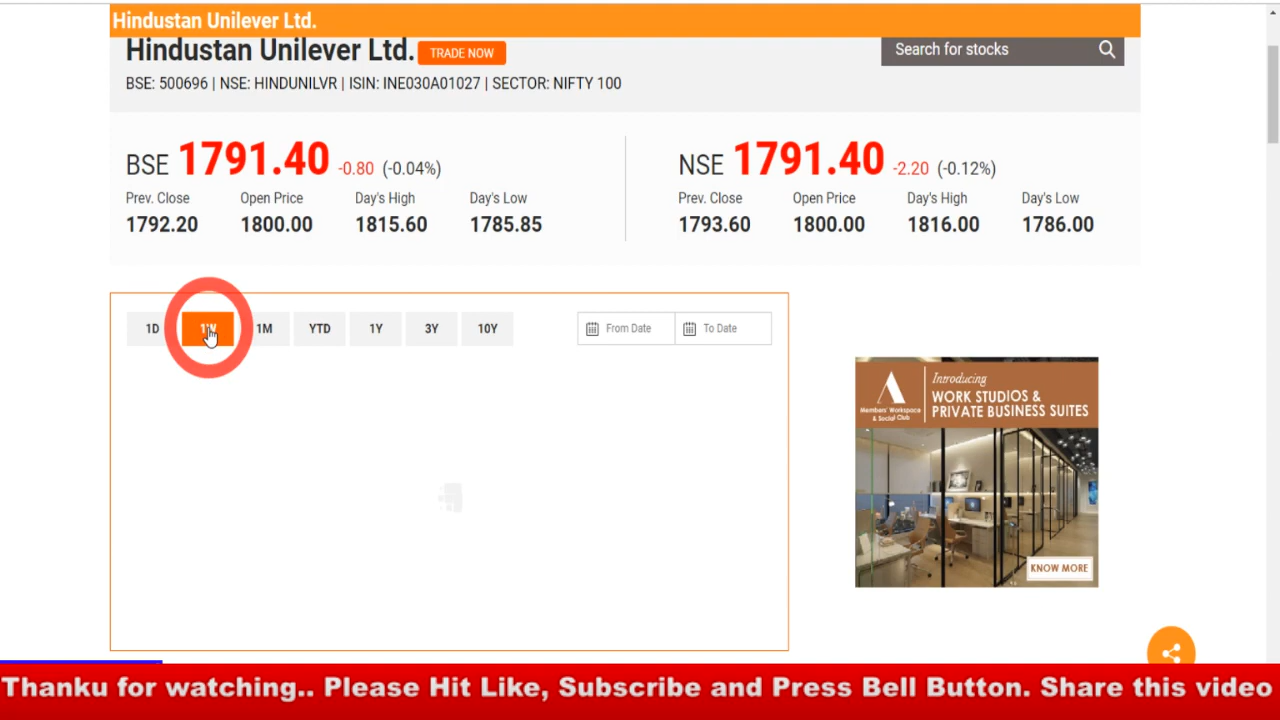 Hindustan Unilever Ltd.
Hindustan Unilever Ltd. TRADE NOW
Search for stocks
BSE: 500696 | NSE: HINDUNILVR | ISIN: INE030A01027 | SECTOR: NIFTY 100
BSE 1791.40 -0.80 (-0.04%)
Prev. Close Open Price Day's High Day's Low
1792.20 1800.00 1815.60 1785.85
NSE 1791.40 -2.20 (-0.12%)
Prev. Close Open Price Day's High Day's Low
1793.60 1800.00 1816.00 1786.00
1D 1W 1M YTD 1Y 3Y 10Y
From Date To Date
A
Members' Workspace
& Social Club
Introducing
WORK STUDIOS &
PRIVATE BUSINESS SUITES
KNOW MORE
Thanku for watching.. Please Hit Like, Subscribe and Press Bell Button. Share this video